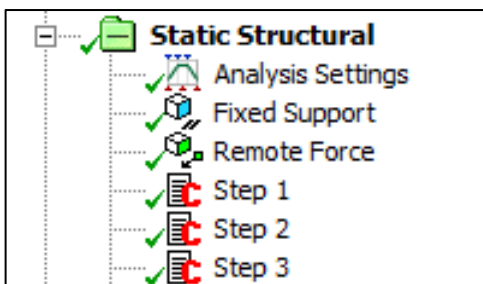 Static Structural
Analysis Settings
Fixed Support
Remote Force
Step 1
Step 2
Step 3